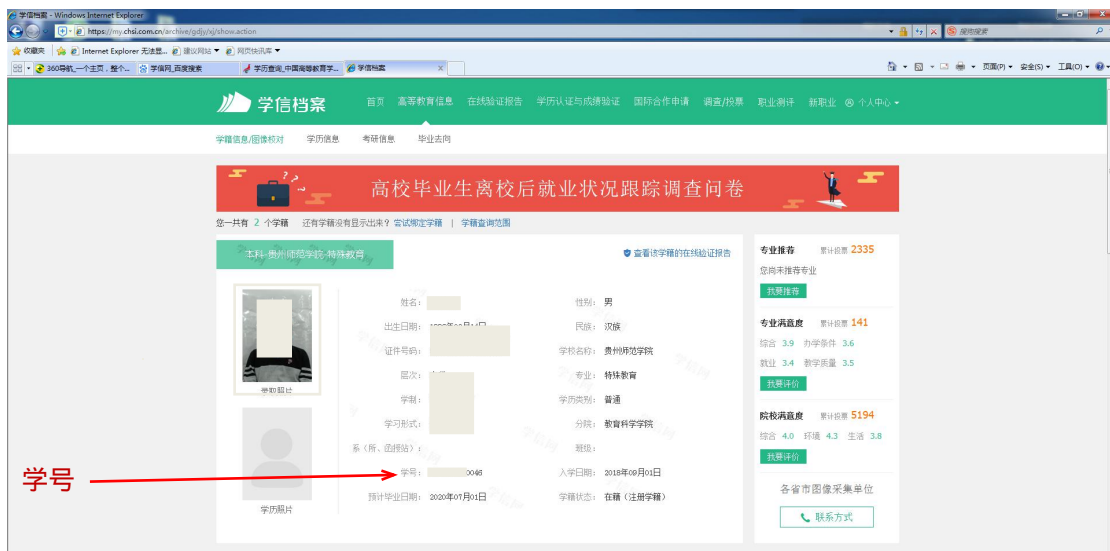 学信档案 - Windows Internet Explorer
https://my.chsi.com.cn/archive/gdjy/xj/show.action
搜狗搜索
收藏夹 Internet Explorer 无法显... 建议网站 网页快讯库
360导航_一个主页，整个... 学信网_百度搜索 学历查询_中国高等教育学... 学信档案 x
页面(P) 安全(S) 工具(O)
学信档案 首页 高等教育信息 在线验证报告 学历认证与成绩验证 国际合作申请 调查/投票 职业测评 新职业 个人中心
学籍信息/图像校对 学历信息 考研信息 毕业去向
高校毕业生离校后就业状况跟踪调查问卷
您一共有 2 个学籍 还有学籍没有显示出来？尝试绑定学籍 | 学籍查询范围
本科-贵州师范学院-特殊教育 查看该学籍的在线验证报告
姓名： 性别： 男
出生日期： 民族： 汉族
证件号码： 学校名称： 贵州师范学院
层次： 专业： 特殊教育
学制： 学历类别： 普通
学习形式： 分院： 教育科学学院
系（所、函授站）： 班级：
学号： 0046 入学日期： 2018年09月01日
预计毕业日期： 2020年07月01日 学籍状态： 在籍（注册学籍）
录取照片
学历照片
学号
专业推荐 累计投票 2335
您尚未推荐专业
我要推荐
专业满意度 累计投票 141
综合 3.9 办学条件 3.6
就业 3.4 教学质量 3.5
我要评价
院校满意度 累计投票 5194
综合 4.0 环境 4.3 生活 3.8
我要评价
各省市图像采集单位
联系方式
学信网